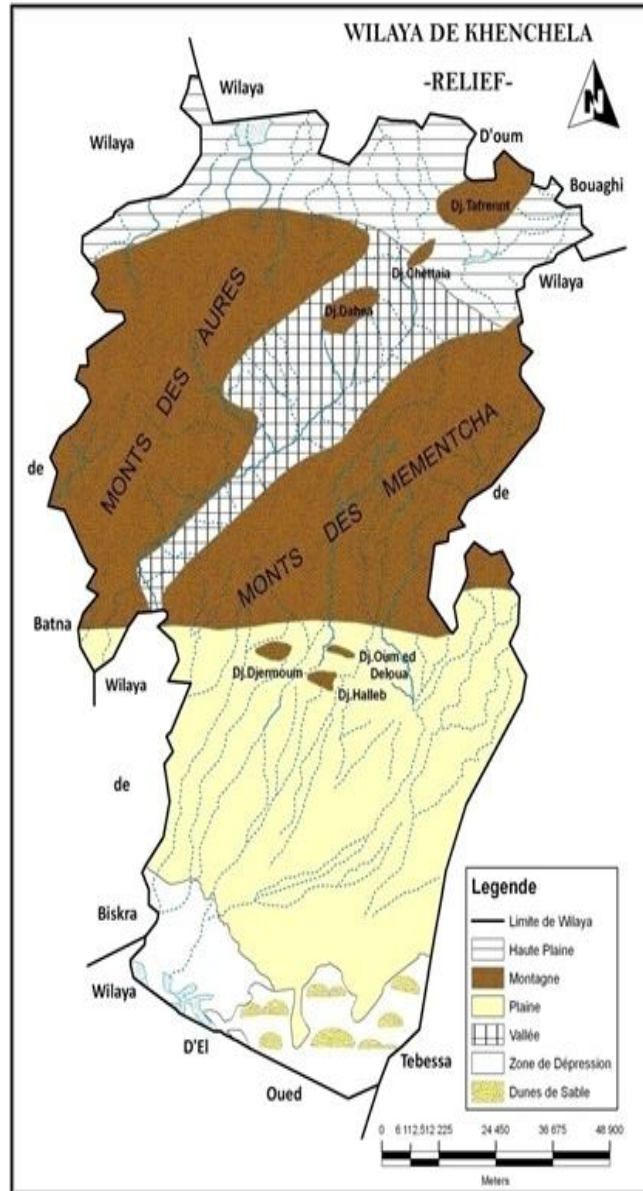 WILAYA DE KHENCHELA
-RELIEF-
N
Wilaya
Wilaya
D'oum
Bouaghi
Dj.Tafrennt
Dj.Chettaia
Wilaya
Dj.Dahea
MONTS DES AURES
MONTS DES MEMENTCHA
de
de
Batna
Wilaya
Dj.Djermoum
Dj.Oum ed
Deloua
Dj.Halleb
de
Biskra
Wilaya
D'El
Oued
Tebessa
Legende
Limite de Wilaya
Haute Plaine
Montagne
Plaine
Vallée
Zone de Dépression
Dunes de Sable
0 6 112,512 225 24 450 36 675 48 900
Meters